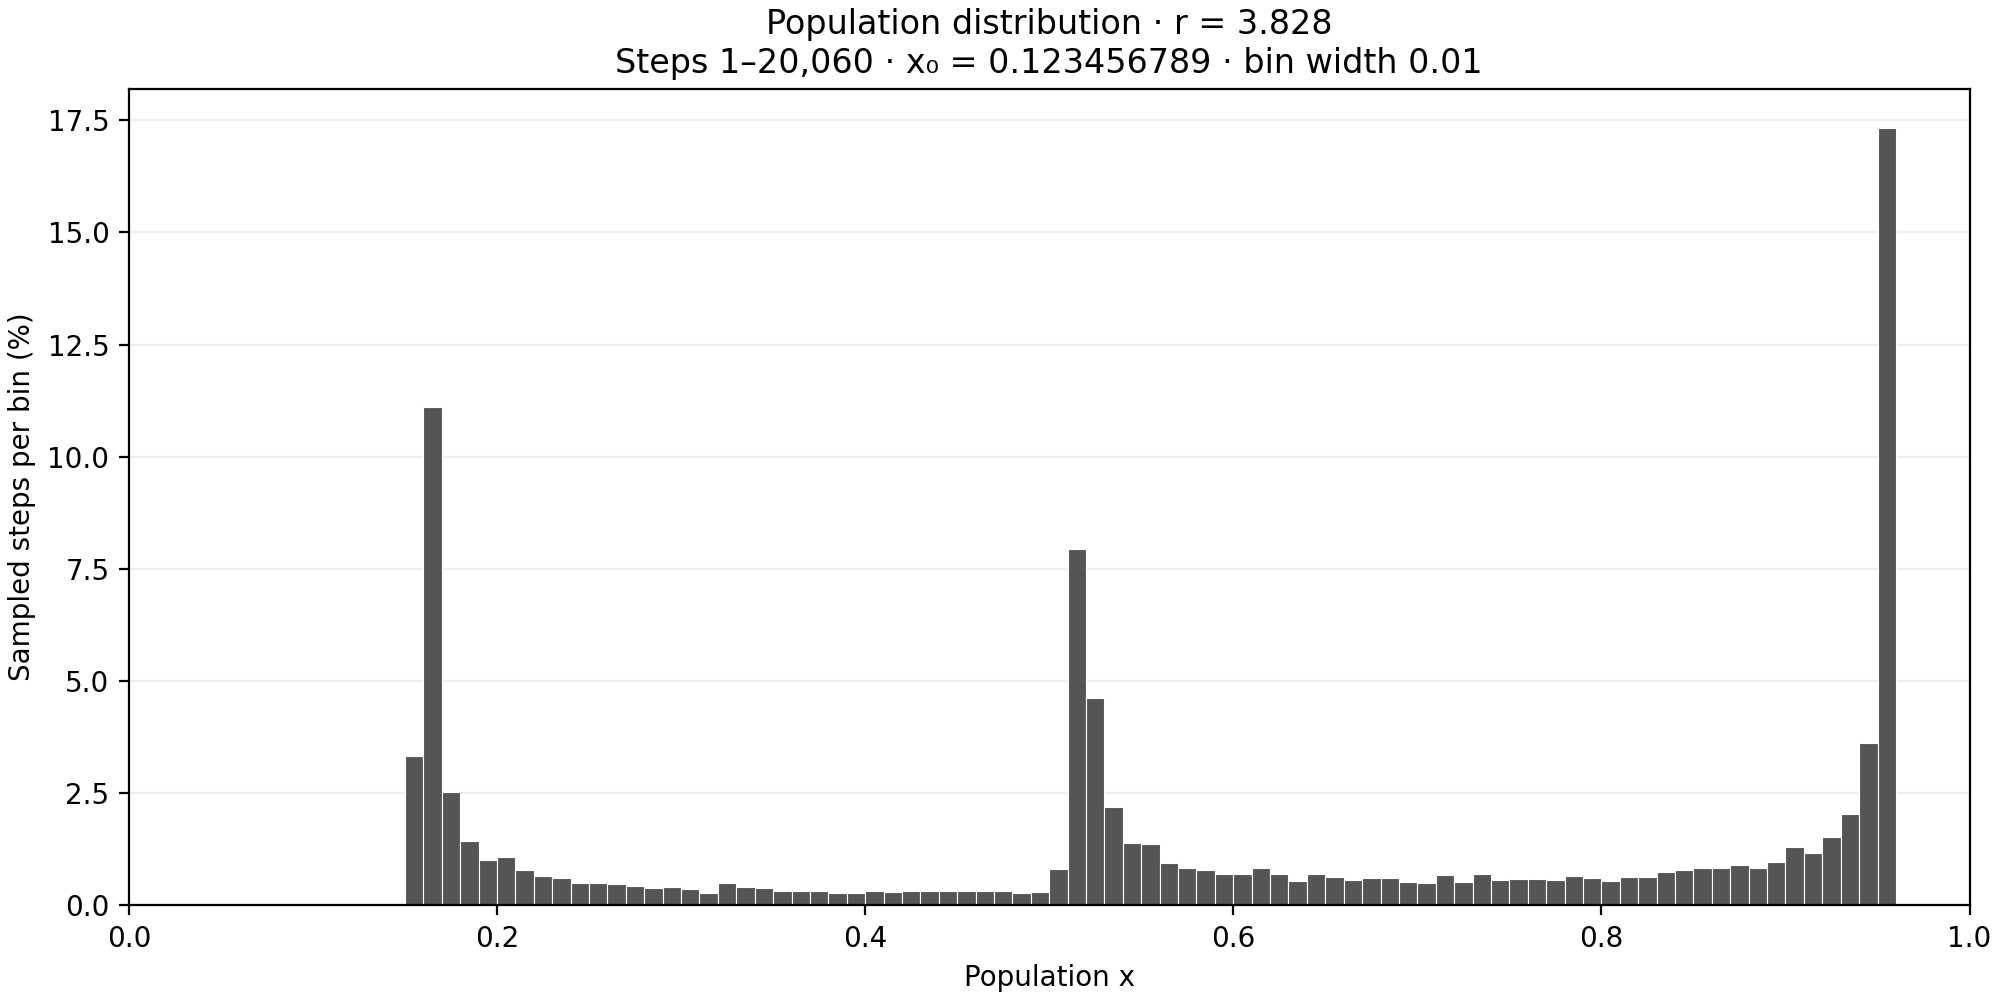 Population distribution · r = 3.828
Steps 1–20,060 · x₀ = 0.123456789 · bin width 0.01
17.5
15.0
12.5
10.0
7.5
5.0
2.5
0.0
Sampled steps per bin (%)
0.0 0.2 0.4 0.6 0.8 1.0
Population x